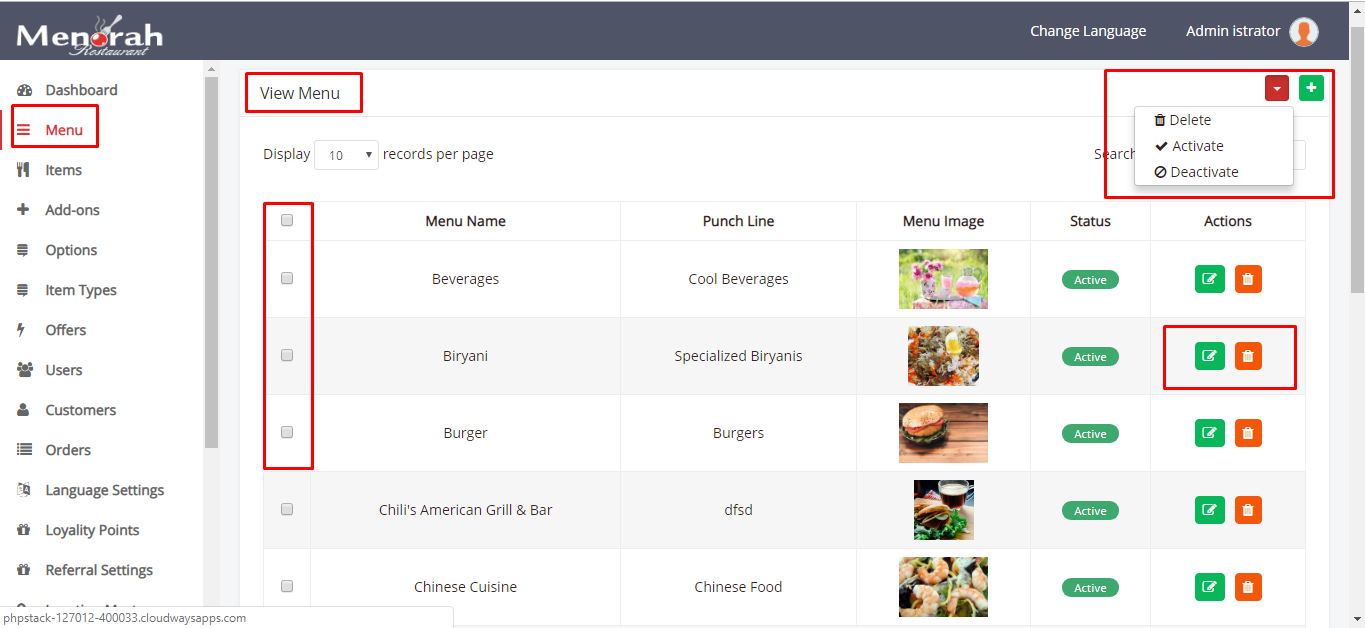 Menorah
Restaurant
Change Language
Admin istrator
Dashboard
Menu
Items
Add-ons
Options
Item Types
Offers
Users
Customers
Orders
Language Settings
Loyality Points
Referral Settings
View Menu
Delete
Activate
Deactivate
Display 10 records per page
Search
Menu Name Punch Line Menu Image Status Actions
Beverages Cool Beverages Active
Biryani Specialized Biryanis Active
Burger Burgers Active
Chili's American Grill & Bar dfsd Active
Chinese Cuisine Chinese Food Active
phpstack-127012-400033.cloudwaysapps.com